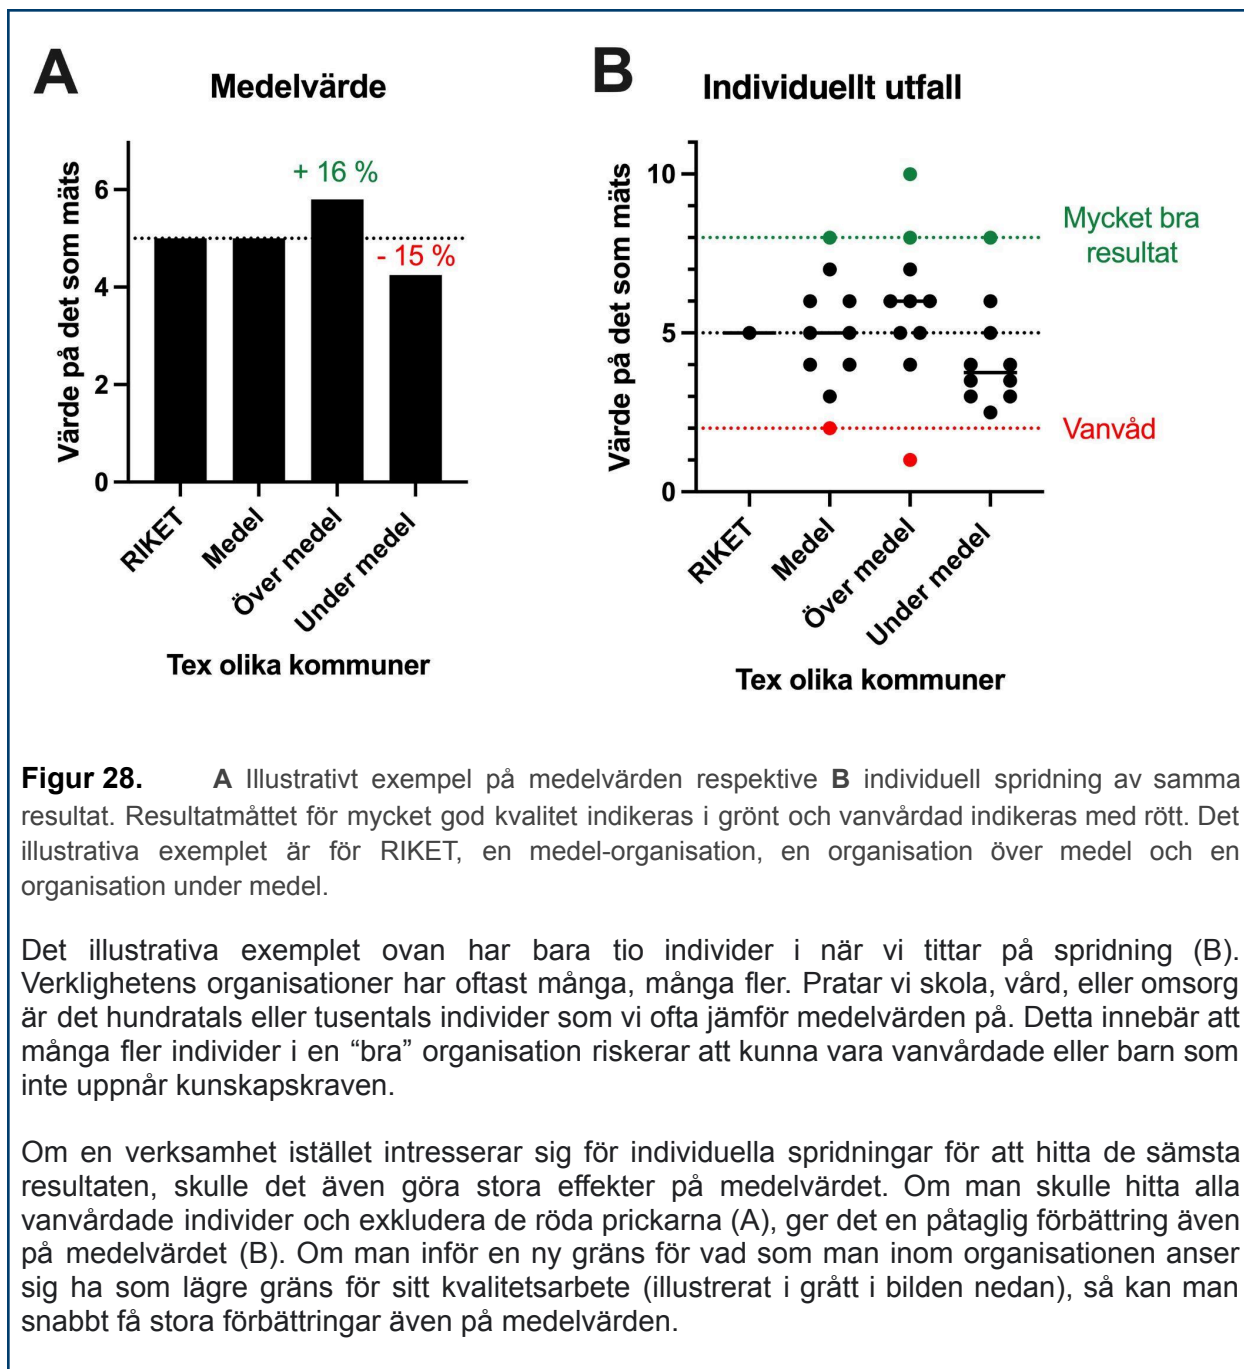 A
Medelvärde
Värde på det som mäts
6
4
2
0
+ 16 %
- 15 %
RIKET
Medel
Över medel
Under medel
Tex olika kommuner
B
Individuellt utfall
Värde på det som mäts
10
5
0
Mycket bra
resultat
Vanvåd
RIKET
Medel
Över medel
Under medel
Tex olika kommuner
Figur 28. A Illustrativt exempel på medelvärden respektive B individuell spridning av samma
resultat. Resultatmåttet för mycket god kvalitet indikeras i grönt och vanvårdad indikeras med rött. Det
illustrativa exemplet är för RIKET, en medel-organisation, en organisation över medel och en
organisation under medel.
Det illustrativa exemplet ovan har bara tio individer i när vi tittar på spridning (B).
Verklighetens organisationer har oftast många, många fler. Pratar vi skola, vård, eller omsorg
är det hundratals eller tusentals individer som vi ofta jämför medelvärden på. Detta innebär att
många fler individer i en “bra” organisation riskerar att kunna vara vanvårdade eller barn som
inte uppnår kunskapskraven.
Om en verksamhet istället intresserar sig för individuella spridningar för att hitta de sämsta
resultaten, skulle det även göra stora effekter på medelvärdet. Om man skulle hitta alla
vanvårdade individer och exkludera de röda prickarna (A), ger det en påtaglig förbättring även
på medelvärdet (B). Om man inför en ny gräns för vad som man inom organisationen anser
sig ha som lägre gräns för sitt kvalitetsarbete (illustrerat i grått i bilden nedan), så kan man
snabbt få stora förbättringar även på medelvärden.